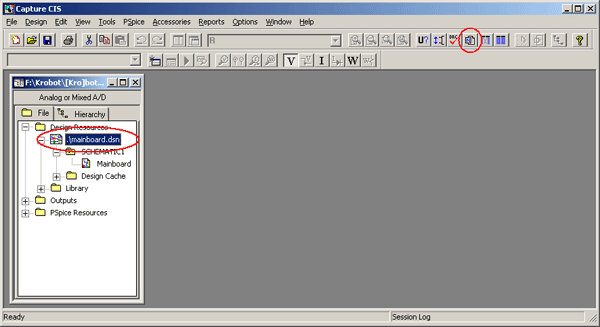 Capture CIS
File Design Edit View Tools PSpice Accessories Reports Options Window Help
R
U?
V I W
F:\Krobot\[Kro]bot...
Analog or Mixed A/D
File Hierarchy
Design Resources
.\mainboard.dsn
SCHEMATIC1
Mainboard
Design Cache
Library
Outputs
PSpice Resources
Ready Session Log